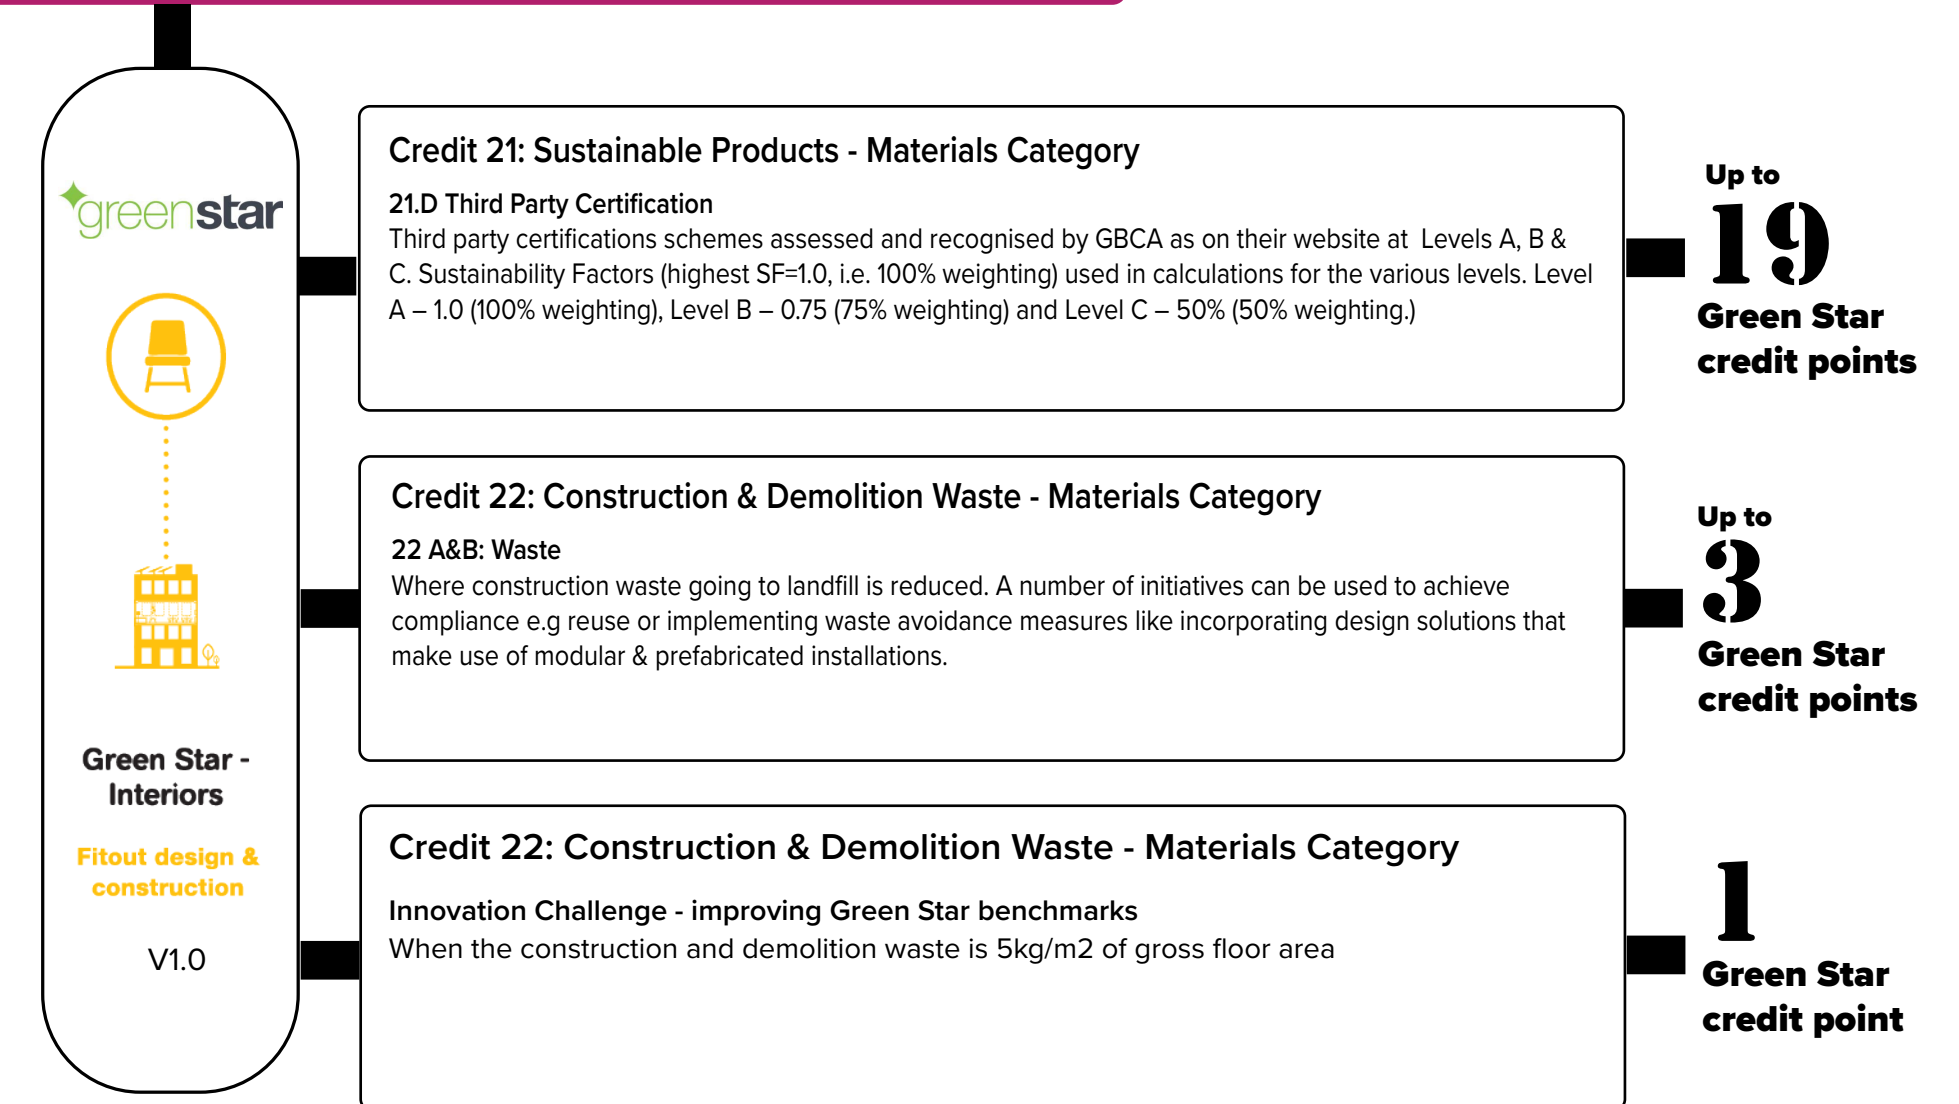 greenstar
Green Star -
Interiors
Fitout design &
construction
V1.0
Credit 21: Sustainable Products - Materials Category
21.D Third Party Certification
Third party certifications schemes assessed and recognised by GBCA as on their website at Levels A, B &
C. Sustainability Factors (highest SF=1.0, i.e. 100% weighting) used in calculations for the various levels. Level
A – 1.0 (100% weighting), Level B – 0.75 (75% weighting) and Level C – 50% (50% weighting.)
Up to
19
Green Star
credit points
Credit 22: Construction & Demolition Waste - Materials Category
22 A&B: Waste
Where construction waste going to landfill is reduced. A number of initiatives can be used to achieve
compliance e.g reuse or implementing waste avoidance measures like incorporating design solutions that
make use of modular & prefabricated installations.
Up to
3
Green Star
credit points
Credit 22: Construction & Demolition Waste - Materials Category
Innovation Challenge - improving Green Star benchmarks
When the construction and demolition waste is 5kg/m2 of gross floor area
1
Green Star
credit point